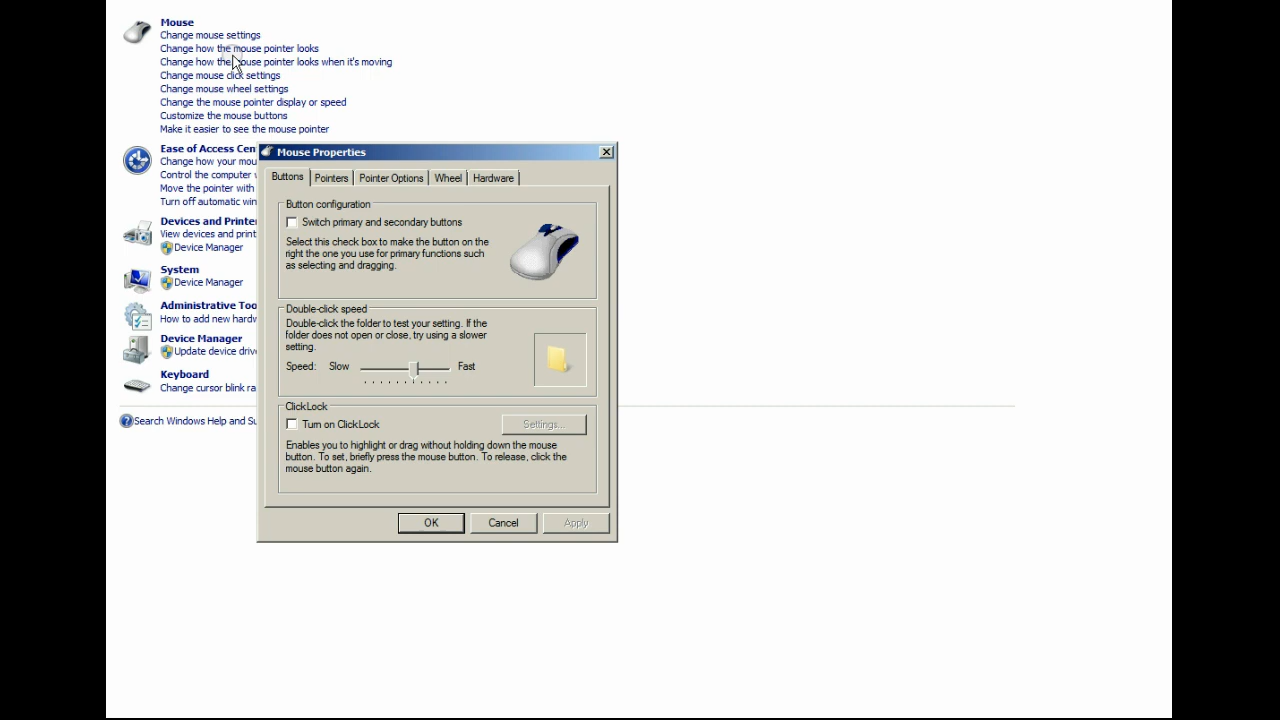 Mouse
Change mouse settings
Change how the mouse pointer looks
Change how the mouse pointer looks when it's moving
Change mouse click settings
Change mouse wheel settings
Change the mouse pointer display or speed
Customize the mouse buttons
Make it easier to see the mouse pointer
Ease of Access Cen
Change how your mou
Control the computer
Move the pointer with
Turn off automatic win
Devices and Printe
View devices and print
Device Manager
System
Device Manager
Administrative Too
How to add new hardw
Device Manager
Update device driv
Keyboard
Change cursor blink ra
Search Windows Help and Su
Mouse Properties
Buttons
Pointers
Pointer Options
Wheel
Hardware
Button configuration
Switch primary and secondary buttons
Select this check box to make the button on the
right the one you use for primary functions such
as selecting and dragging.
Double-click speed
Double-click the folder to test your setting. If the
folder does not open or close, try using a slower
setting.
Speed: Slow Fast
ClickLock
Turn on ClickLock
Settings...
Enables you to highlight or drag without holding down the mouse
button. To set, briefly press the mouse button. To release, click the
mouse button again.
OK
Cancel
Apply